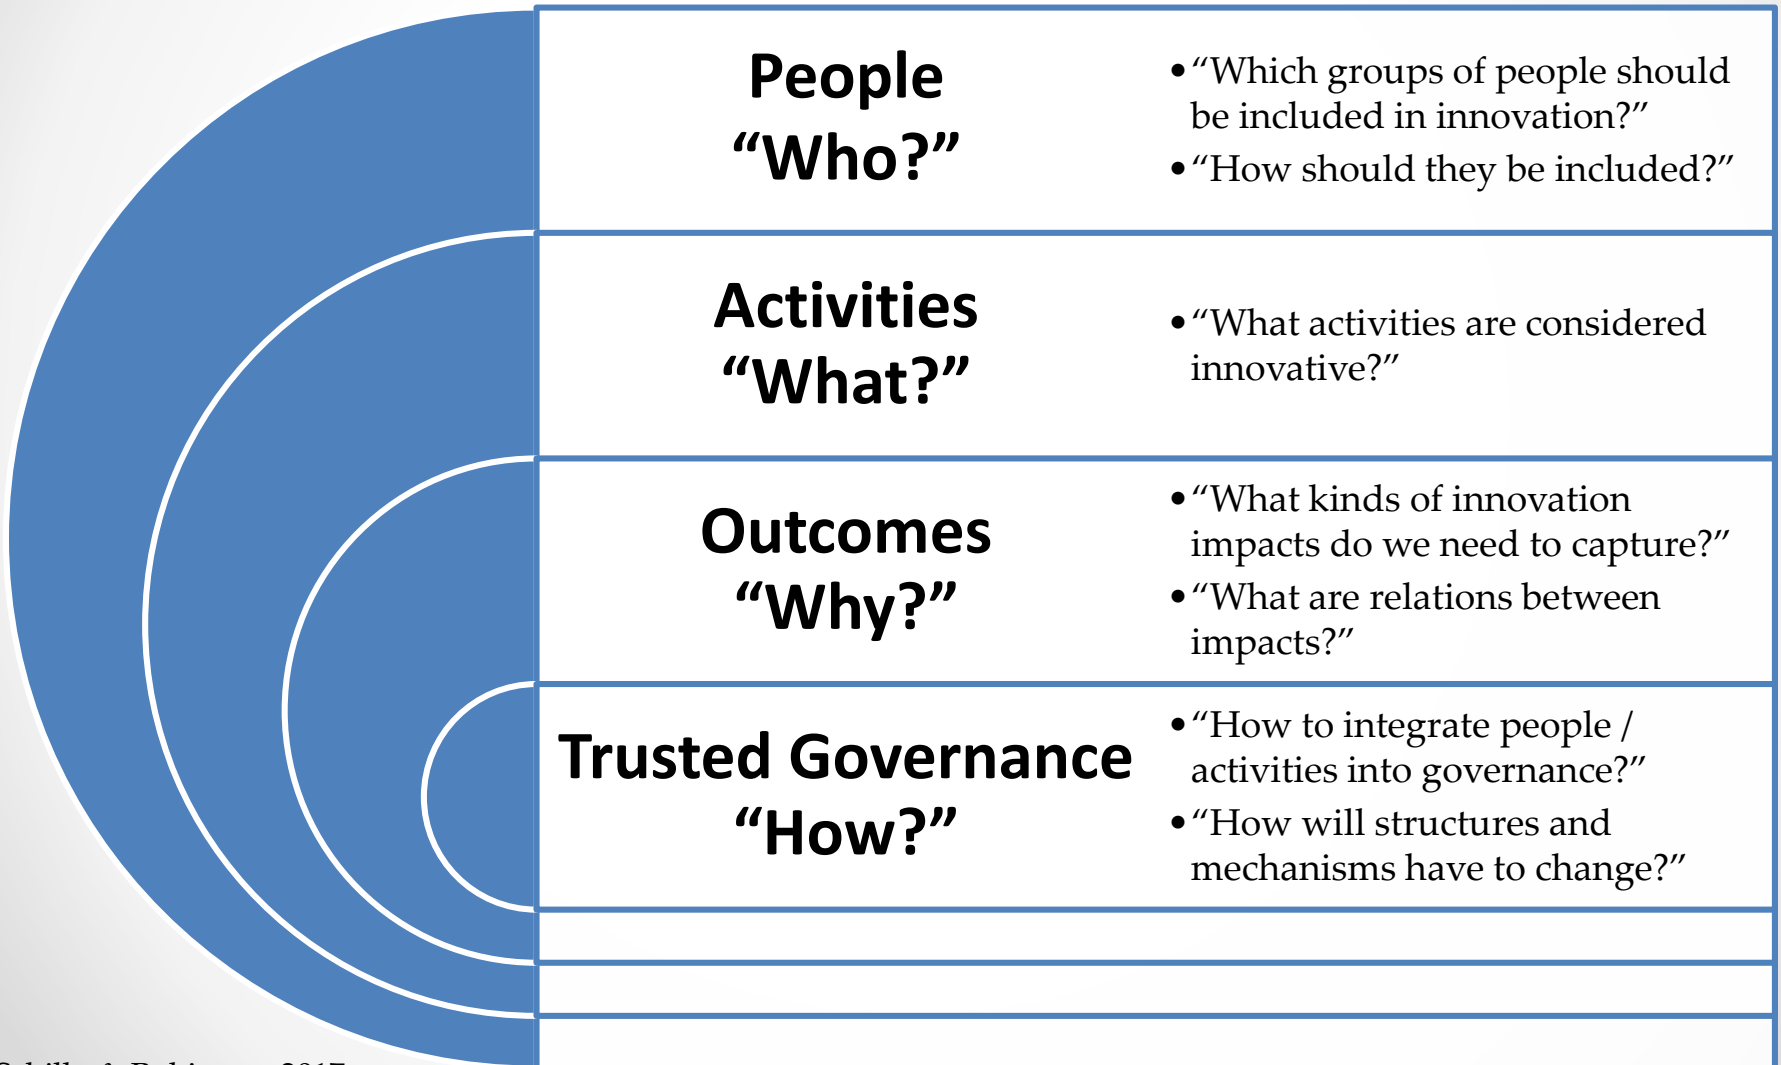 People
“Who?”
•“Which groups of people should
be included in innovation?”
•“How should they be included?”
Activities
“What?”
•“What activities are considered
innovative?”
Outcomes
“Why?”
•“What kinds of innovation
impacts do we need to capture?”
•“What are relations between
impacts?”
Trusted Governance
“How?”
•“How to integrate people /
activities into governance?”
•“How will structures and
mechanisms have to change?”
2017